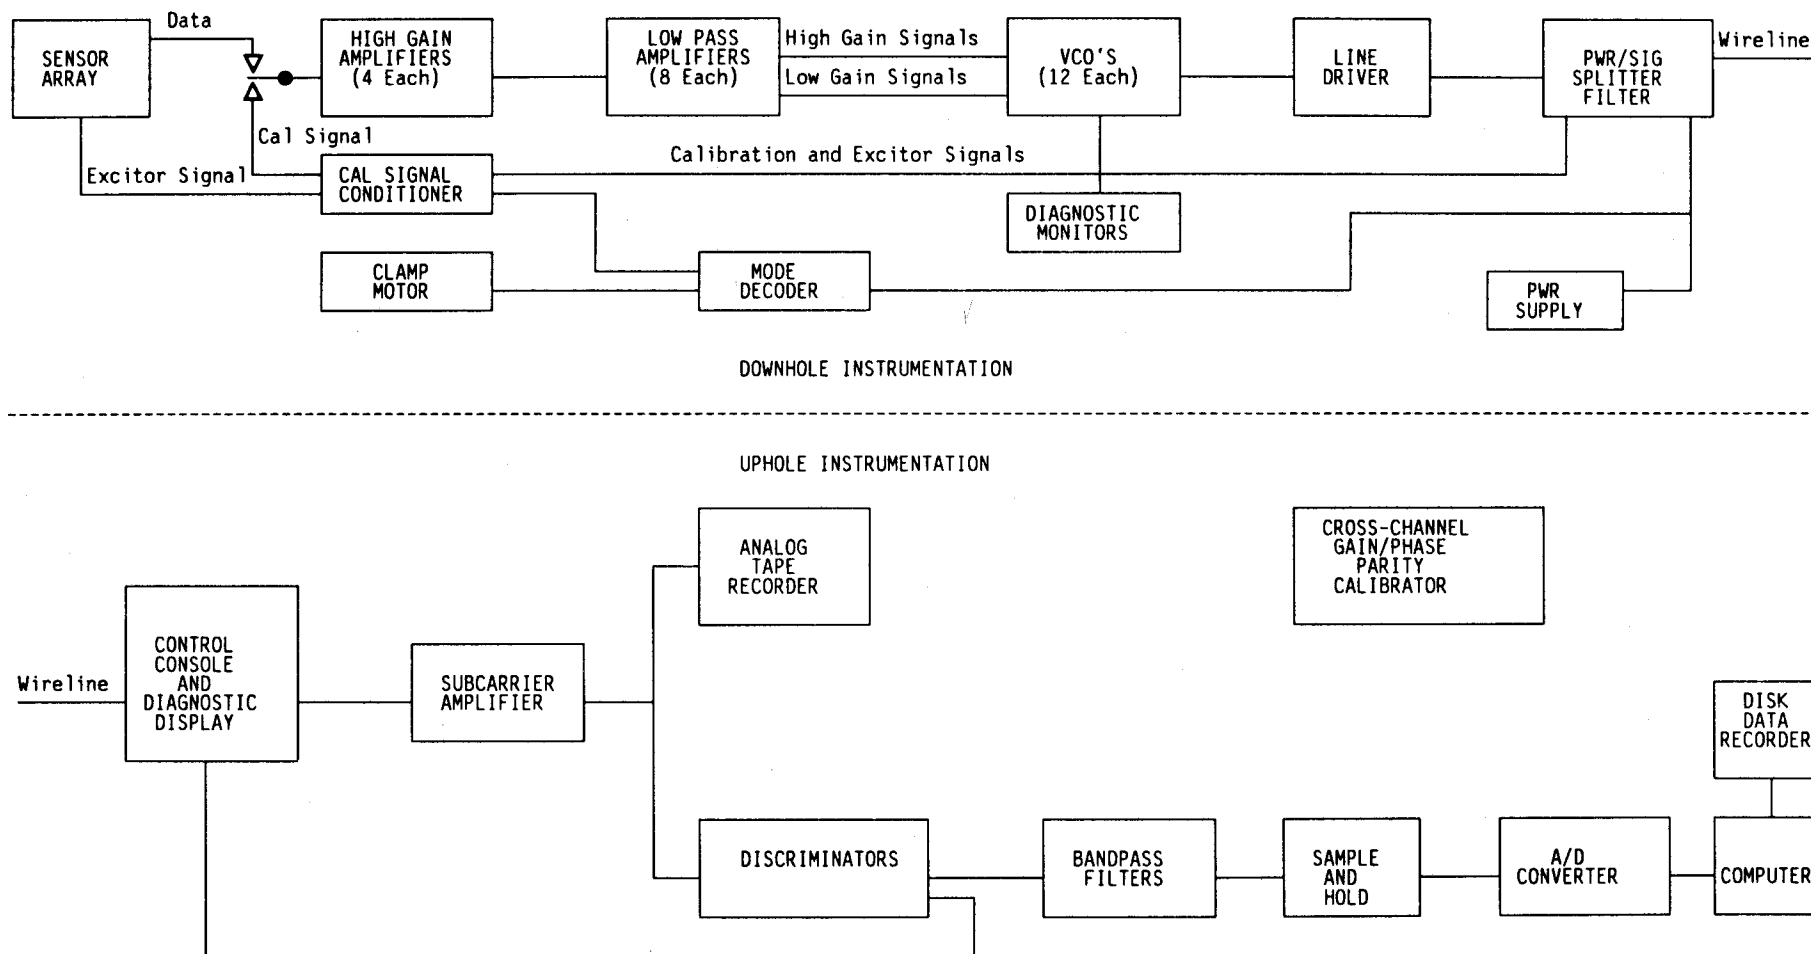 Data
SENSOR
ARRAY
HIGH GAIN
AMPLIFIERS
(4 Each)
LOW PASS
AMPLIFIERS
(8 Each)
High Gain Signals
Low Gain Signals
VCO'S
(12 Each)
LINE
DRIVER
PWR/SIG
SPLITTER
FILTER
Wireline
Cal Signal
Excitor Signal
CAL SIGNAL
CONDITIONER
Calibration and Excitor Signals
DIAGNOSTIC
MONITORS
CLAMP
MOTOR
MODE
DECODER
PWR
SUPPLY
DOWNHOLE INSTRUMENTATION
UPHOLE INSTRUMENTATION
ANALOG
TAPE
RECORDER
CROSS-CHANNEL
GAIN/PHASE
PARITY
CALIBRATOR
Wireline
CONTROL
CONSOLE
AND
DIAGNOSTIC
DISPLAY
SUBCARRIER
AMPLIFIER
DISK
DATA
RECORDER
DISCRIMINATORS
BANDPASS
FILTERS
SAMPLE
AND
HOLD
A/D
CONVERTER
COMPUTER